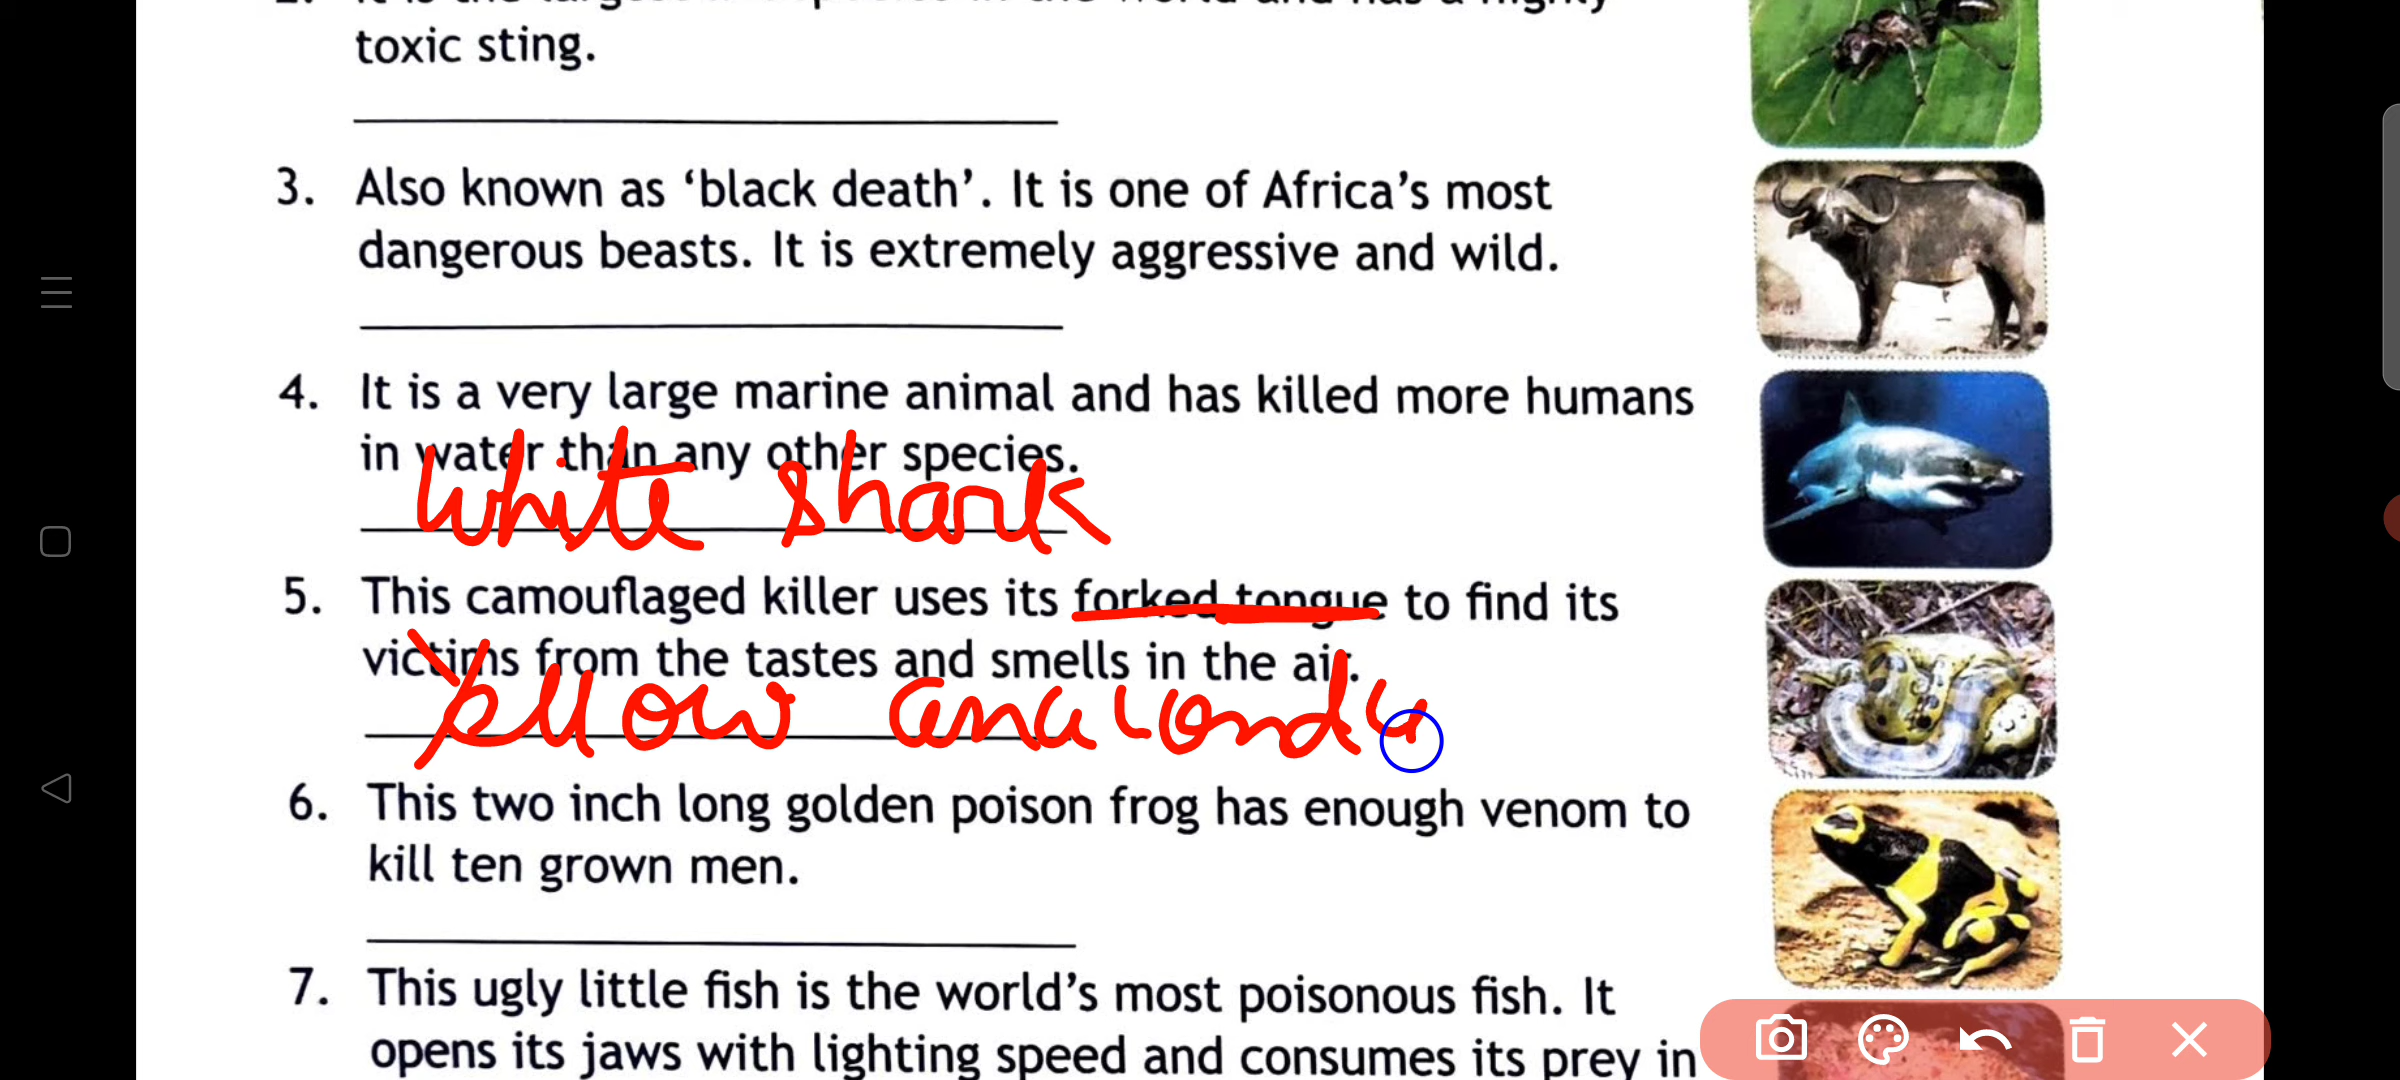 toxic sting.
3. Also known as ‘black death’. It is one of Africa’s most
dangerous beasts. It is extremely aggressive and wild.
4. It is a very large marine animal and has killed more humans
in water than any other species.
White shark
5. This camouflaged killer uses its forked tongue to find its
victims from the tastes and smells in the air.
Yellow anaconda
6. This two inch long golden poison frog has enough venom to
kill ten grown men.
7. This ugly little fish is the world’s most poisonous fish. It
opens its jaws with lighting speed and consumes its prey in